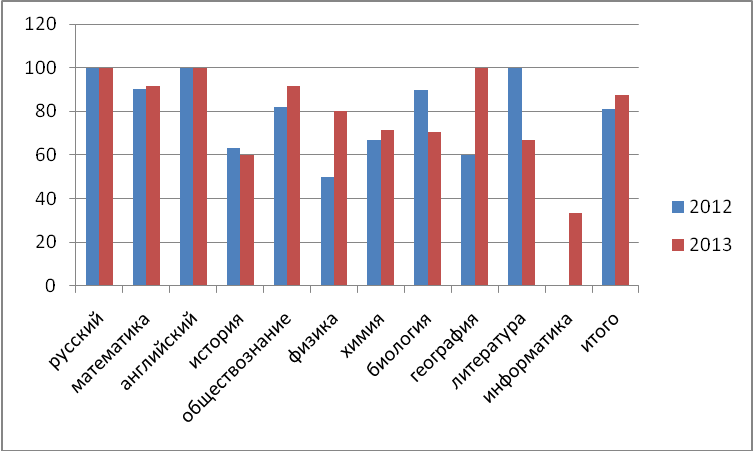 120
100
80
60
40
20
0
русский
математика
английский
история
обществознание
физика
химия
биология
география
литература
информатика
итого
2012
2013